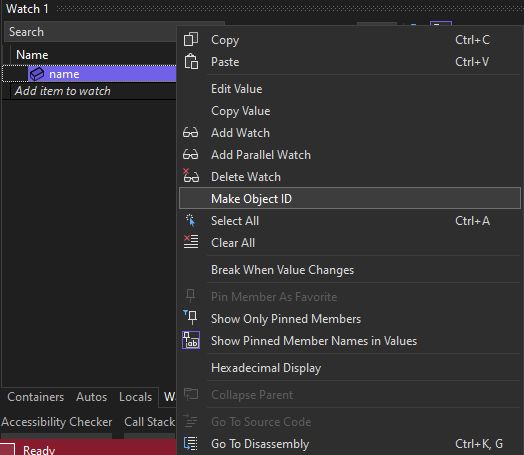 Watch 1
Search
Name
name
Add item to watch
Copy Ctrl+C
Paste Ctrl+V
Edit Value
Copy Value
Add Watch
Add Parallel Watch
Delete Watch
Make Object ID
Select All Ctrl+A
Clear All
Break When Value Changes
Pin Member As Favorite
Show Only Pinned Members
ab Show Pinned Member Names in Values
Hexadecimal Display
Collapse Parent
Go To Source Code
Go To Disassembly Ctrl+K, G
Containers Autos Locals W
Accessibility Checker Call Stack
Ready